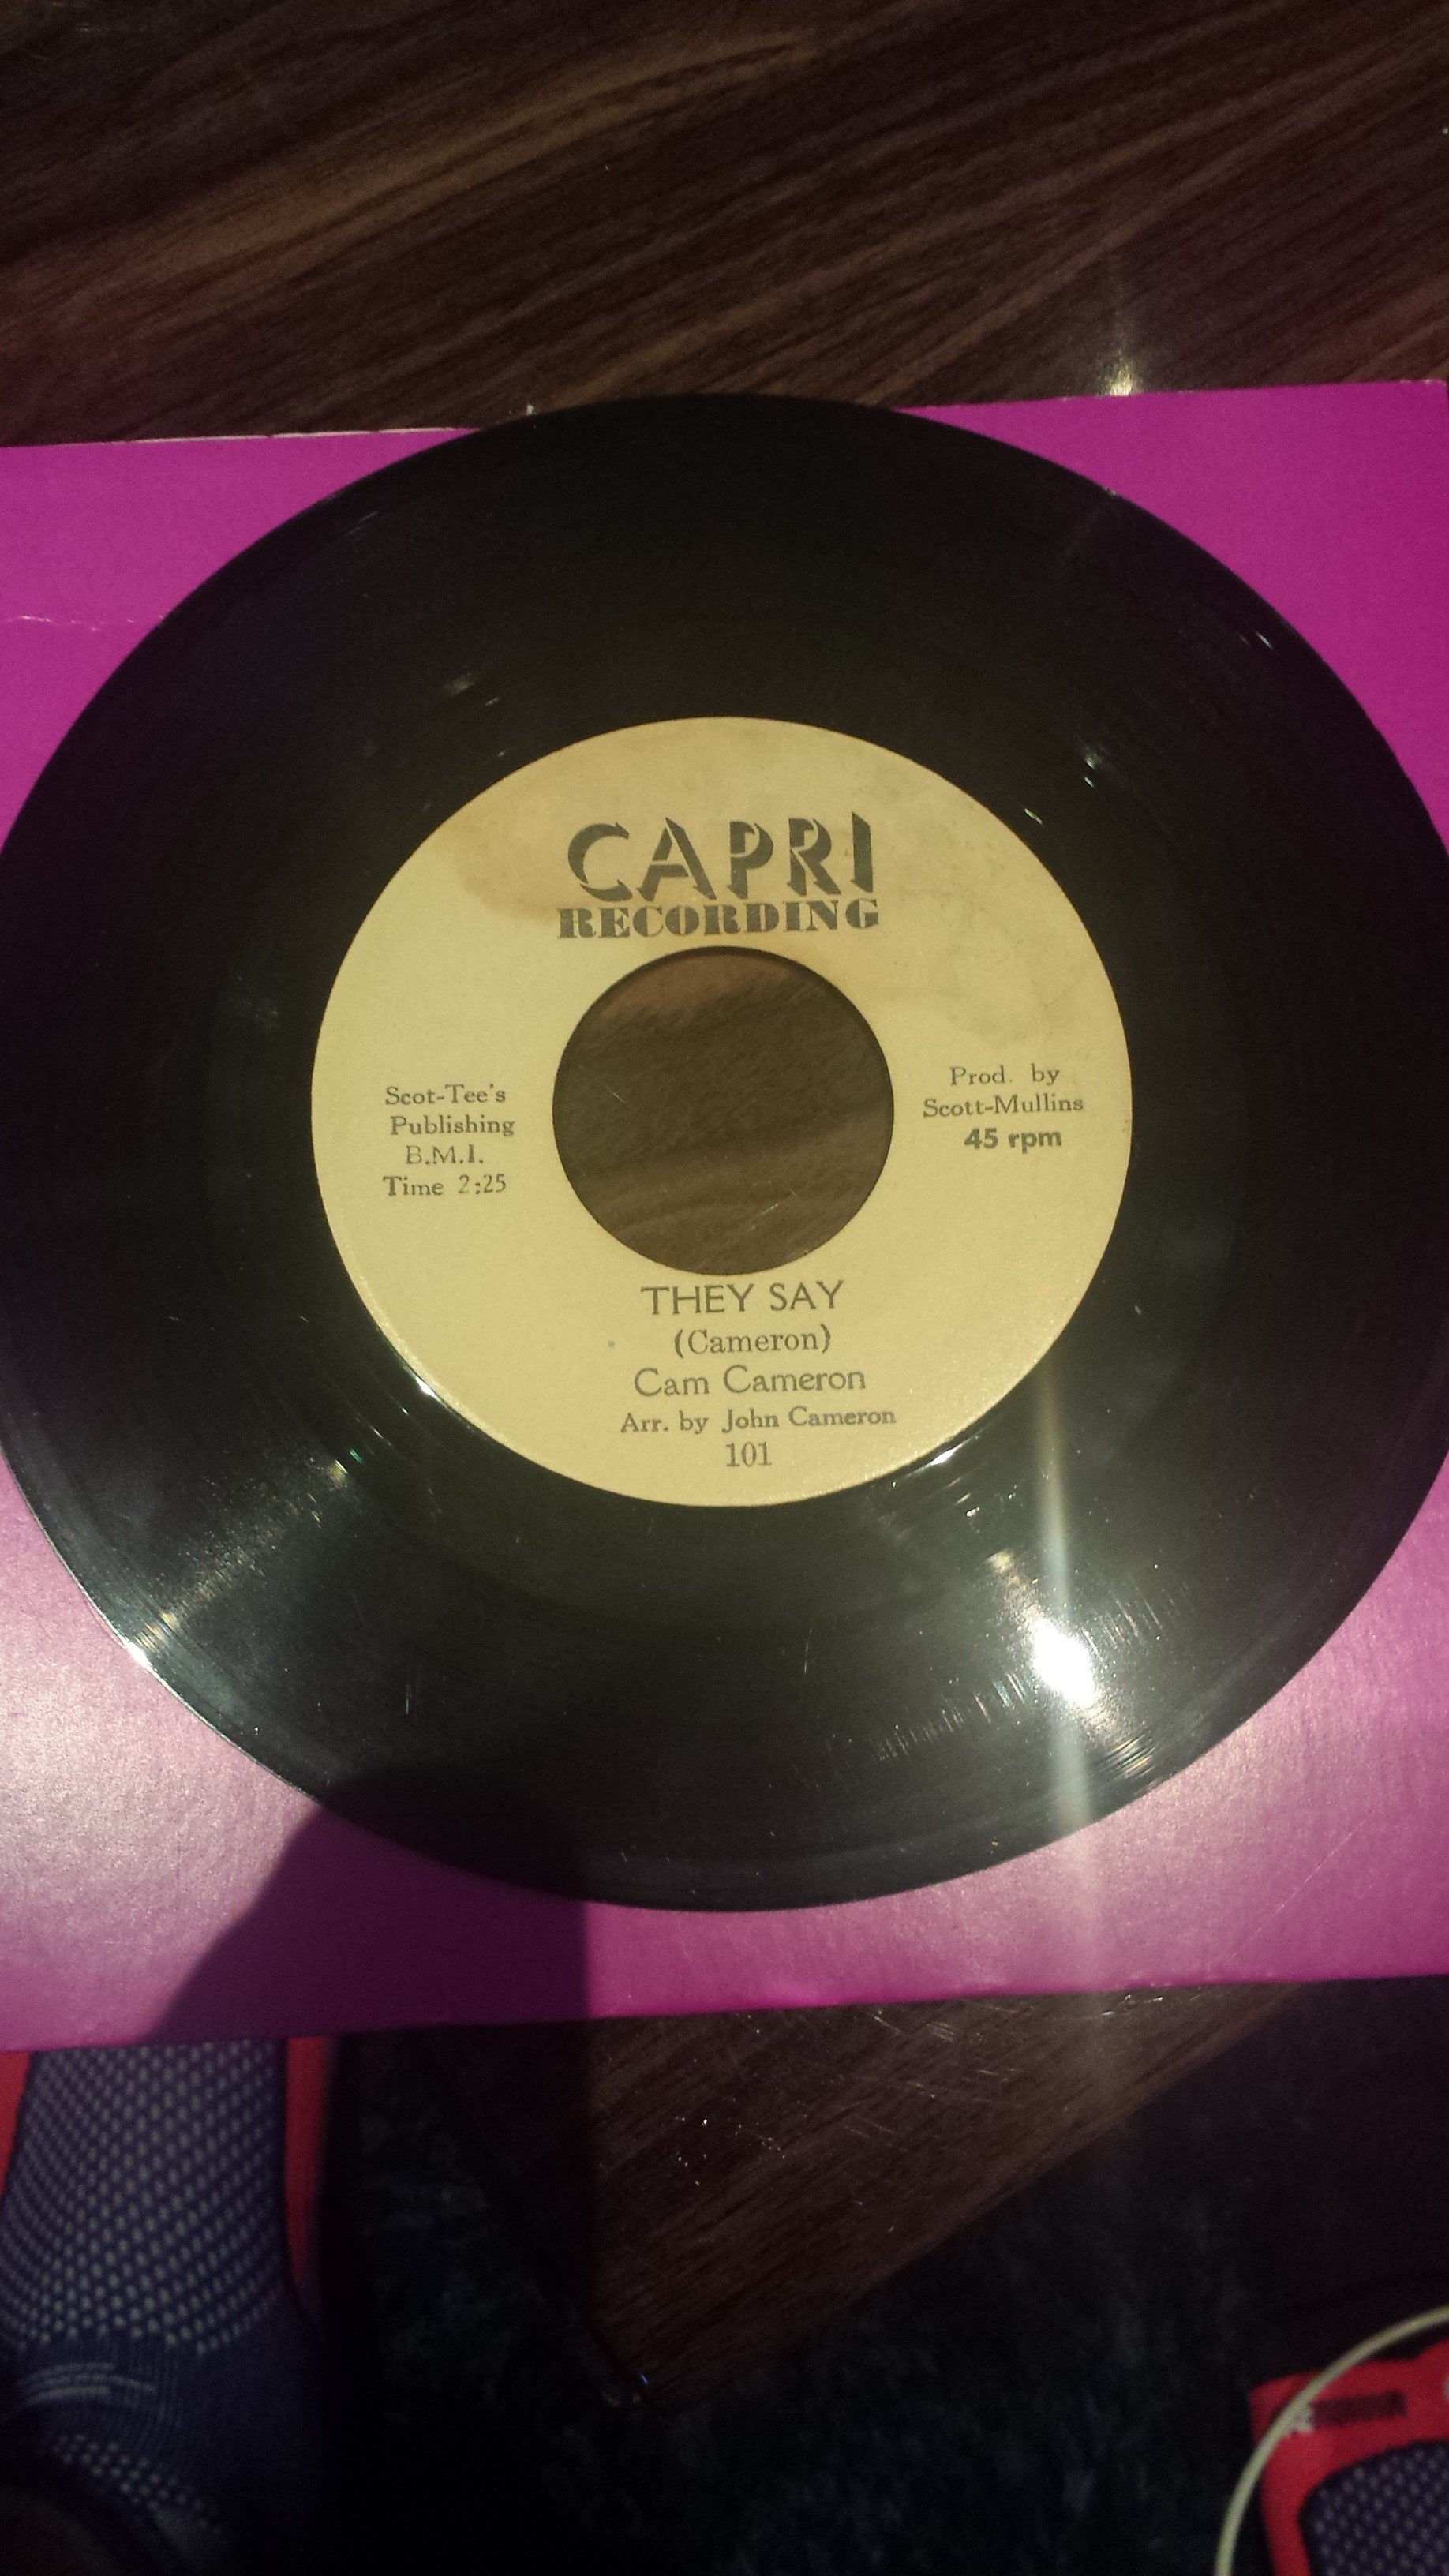 CAPRI
RECORDING
Scot-Tee's
Publishing
B.M.I.
Time 2:25
Prod. by
Scott-Mullins
45 rpm
THEY SAY
(Cameron)
Cam Cameron
Arr. by John Cameron
101